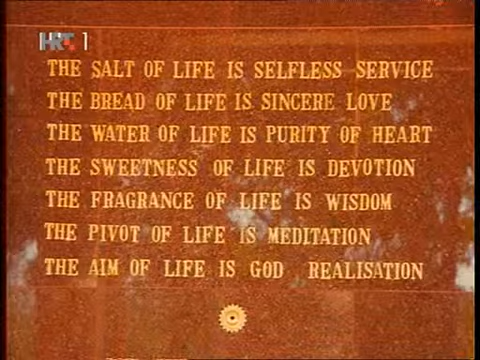 HRT 1
THE SALT OF LIFE IS SELFLESS SERVICE
THE BREAD OF LIFE IS SINCERE LOVE
THE WATER OF LIFE IS PURITY OF HEART
THE SWEETNESS OF LIFE IS DEVOTION
THE FRAGRANCE OF LIFE IS WISDOM
THE PIVOT OF LIFE IS MEDITATION
THE AIM OF LIFE IS GOD REALISATION